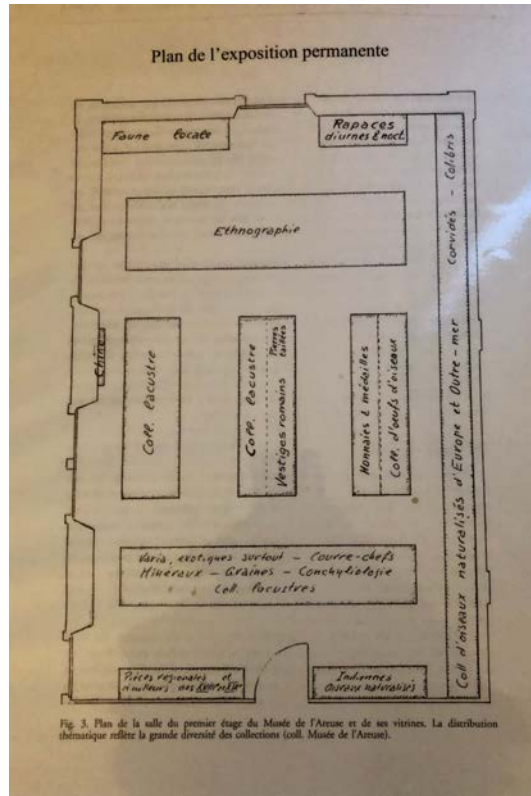 Plan de l'exposition permanente
Faune locale
Rapaces
diurnes & noct.
Ethnographie
Coll. d'oiseaux naturalisés d'Europe et Outre-mer Corvidés - Colibris
Chine
Coll. lacustre
Coll. lacustre
Pierres
taillées
Vestiges romains
Monnaies & médailles
Coll. d'œufs d'oiseaux
Varia, exotiques surtout - Couvre-chefs
Minéraux - Graines - Conchyliologie
Coll. lacustres
Pièces régionales et
d'ailleurs des
Indiennes
Oiseaux naturalisés
Fig. 3. Plan de la salle du premier étage du Musée de l'Areuse et de ses vitrines. La distribution
thématique reflète la grande diversité des collections (coll. Musée de l'Areuse).